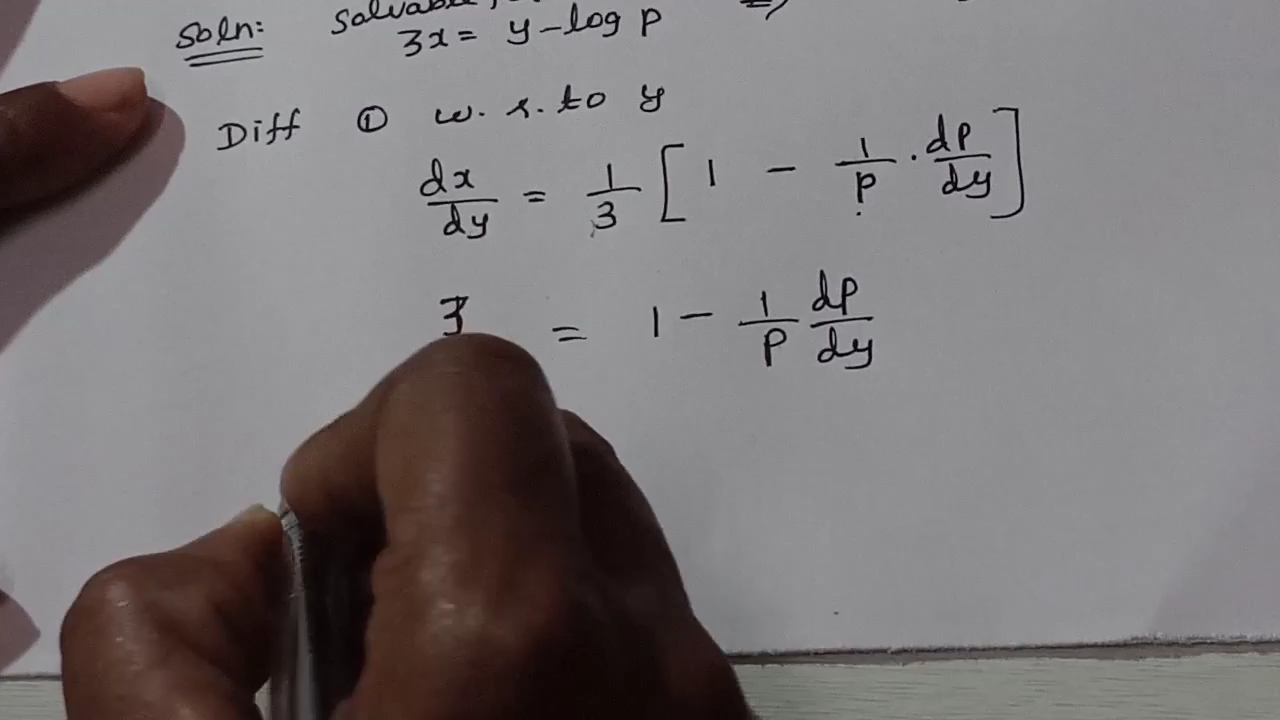 Soln: Solvable
3x = y - log p
Diff ① w. r. to y
dx/dy = 1/3 [ 1 - 1/p · dp/dy ]
3 = 1 - 1/p dp/dy